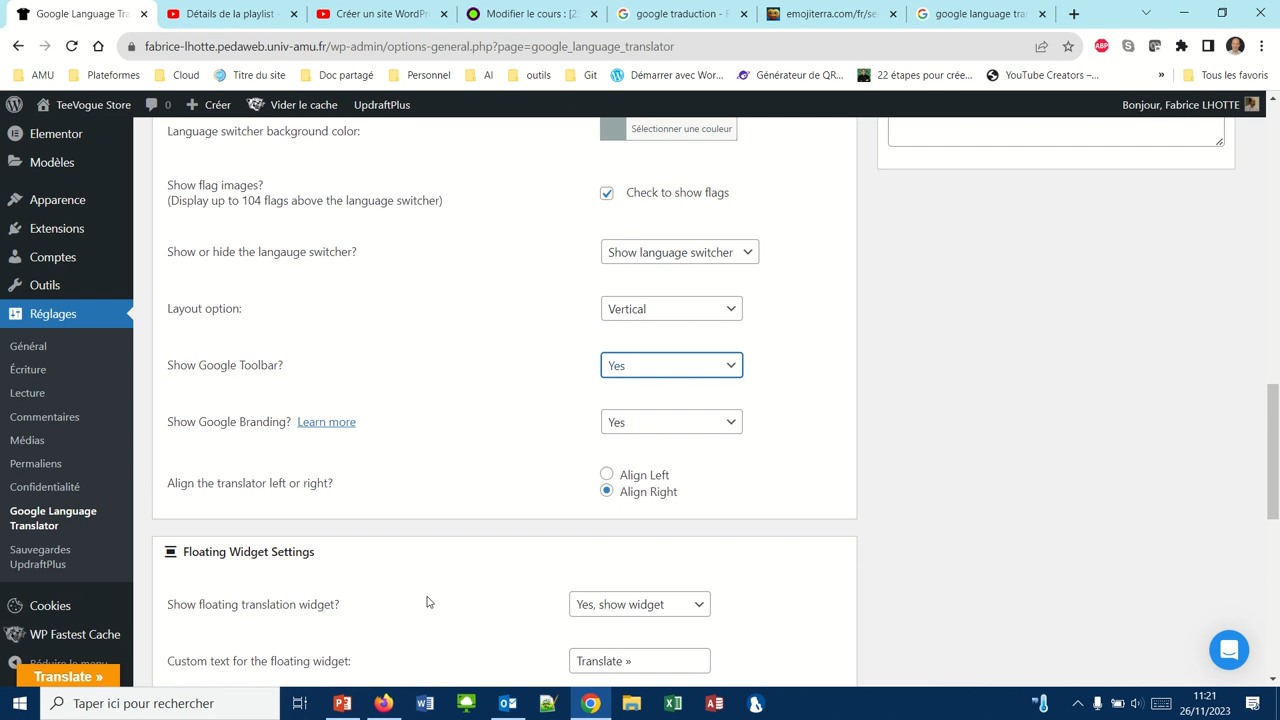 Google Language Tra
Détails de la playlist -
Créer un site WordPr
Modifier le cours : [2
google traduction - R
emojiterra.com/fr/se
google language tra
fabrice-lhotte.pedaweb.univ-amu.fr/wp-admin/options-general.php?page=google_language_translator
ABP
AMU
Plateformes
Cloud
Titre du site
Doc partagé
Personnel
AI
outils
Git
Démarrer avec Wor...
Générateur de QR...
22 étapes pour crée...
YouTube Creators –...
»
Tous les favoris
TeeVogue Store
0
Créer
Vider le cache
UpdraftPlus
Bonjour, Fabrice LHOTTE
Elementor
Modèles
Apparence
Extensions
Comptes
Outils
Réglages
Général
Écriture
Lecture
Commentaires
Médias
Permaliens
Confidentialité
Google Language
Translator
Sauvegardes
UpdraftPlus
Cookies
WP Fastest Cache
Réduire le menu
Translate »
Language switcher background color:
Sélectionner une couleur
Show flag images?
(Display up to 104 flags above the language switcher)
Check to show flags
Show or hide the langauge switcher?
Show language switcher
Layout option:
Vertical
Show Google Toolbar?
Yes
Show Google Branding? Learn more
Yes
Align the translator left or right?
Align Left
Align Right
Floating Widget Settings
Show floating translation widget?
Yes, show widget
Custom text for the floating widget:
Translate »
Taper ici pour rechercher
11:21
26/11/2023